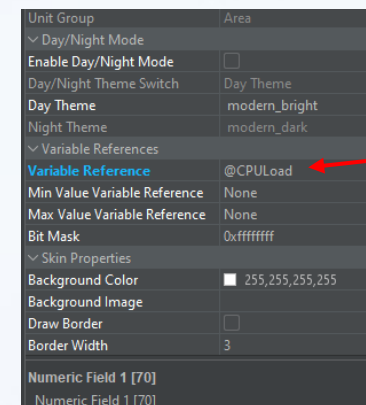 Unit Group Area
Day/Night Mode
Enable Day/Night Mode
Day/Night Theme Switch Day Theme
Day Theme modern_bright
Night Theme modern_dark
Variable References
Variable Reference @CPULoad
Min Value Variable Reference None
Max Value Variable Reference None
Bit Mask 0xffffffff
Skin Properties
Background Color 255,255,255,255
Background Image
Draw Border
Border Width 3
Numeric Field 1 [70]
Numeric Field 1 [70]